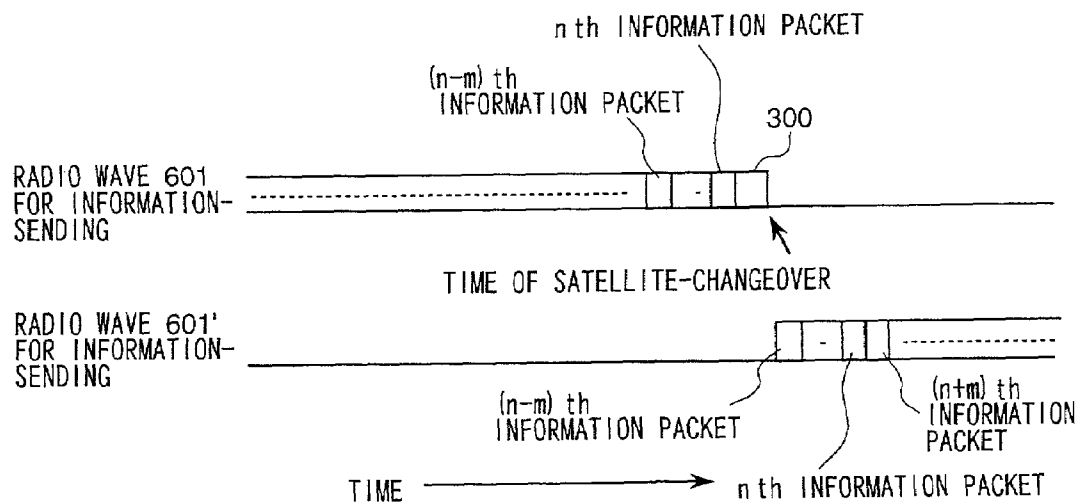 n th INFORMATION PACKET
(n-m) th
INFORMATION PACKET
300
RADIO WAVE 601
FOR INFORMATION-
SENDING
TIME OF SATELLITE-CHANGEOVER
RADIO WAVE 601'
FOR INFORMATION-
SENDING
(n-m) th
INFORMATION PACKET
(n+m) th
INFORMATION
PACKET
n th INFORMATION PACKET
TIME